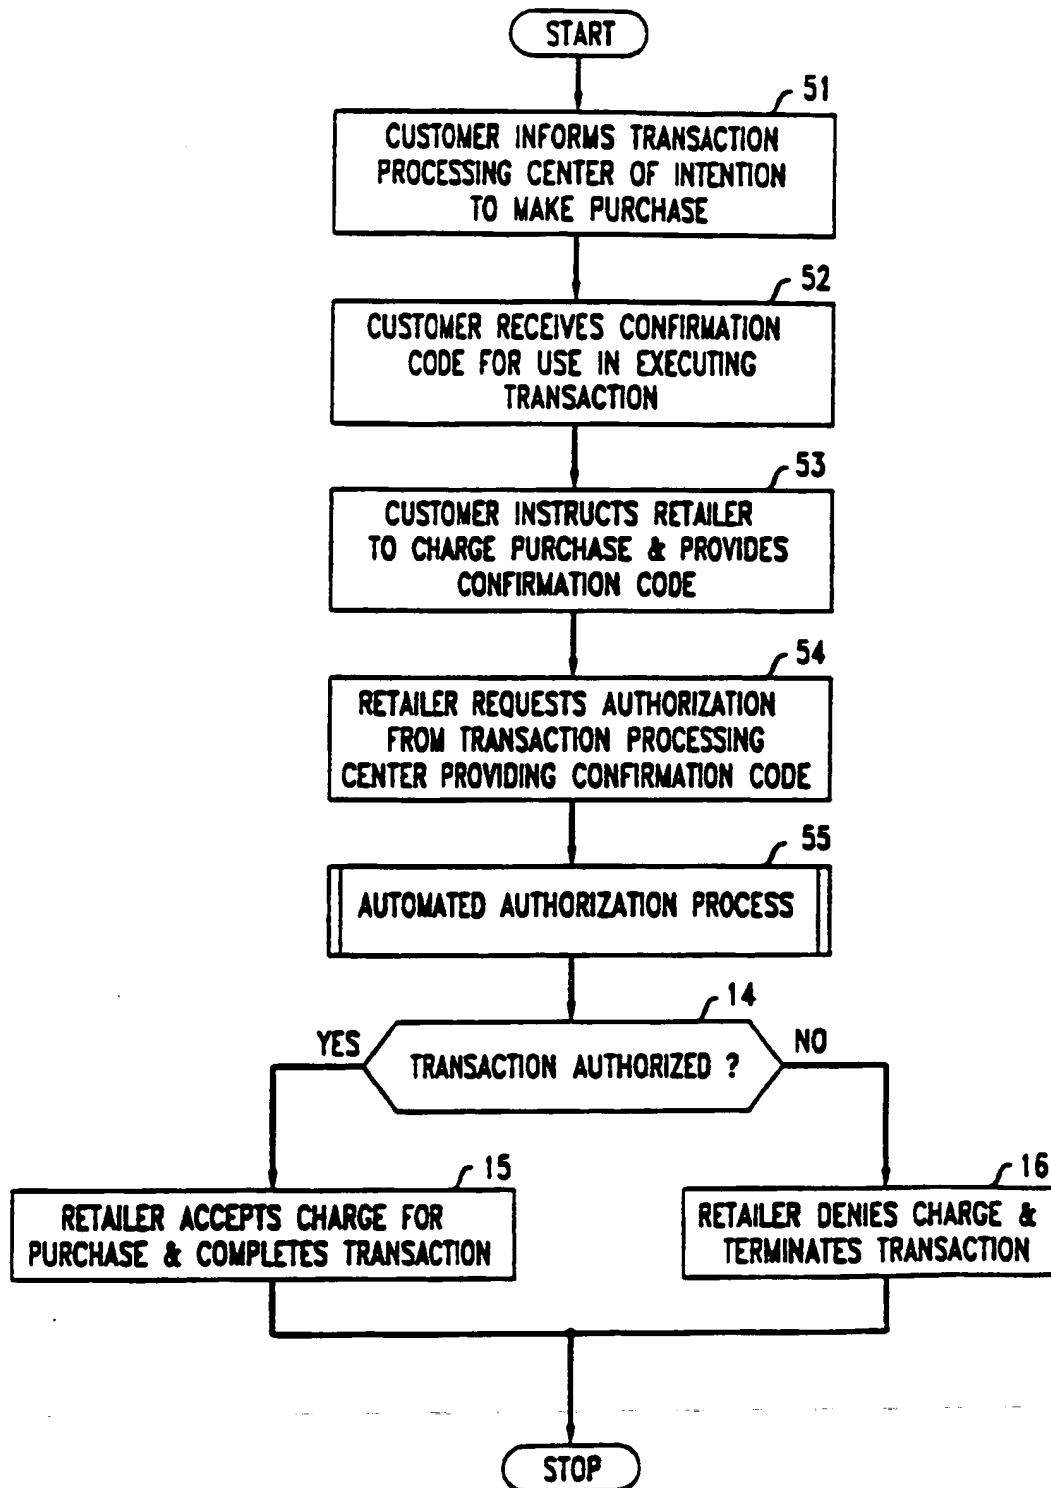 START
51
CUSTOMER INFORMS TRANSACTION
PROCESSING CENTER OF INTENTION
TO MAKE PURCHASE
52
CUSTOMER RECEIVES CONFIRMATION
CODE FOR USE IN EXECUTING
TRANSACTION
53
CUSTOMER INSTRUCTS RETAILER
TO CHARGE PURCHASE & PROVIDES
CONFIRMATION CODE
54
RETAILER REQUESTS AUTHORIZATION
FROM TRANSACTION PROCESSING
CENTER PROVIDING CONFIRMATION CODE
55
AUTOMATED AUTHORIZATION PROCESS
14
YES
TRANSACTION AUTHORIZED ?
NO
15
RETAILER ACCEPTS CHARGE FOR
PURCHASE & COMPLETES TRANSACTION
16
RETAILER DENIES CHARGE &
TERMINATES TRANSACTION
STOP